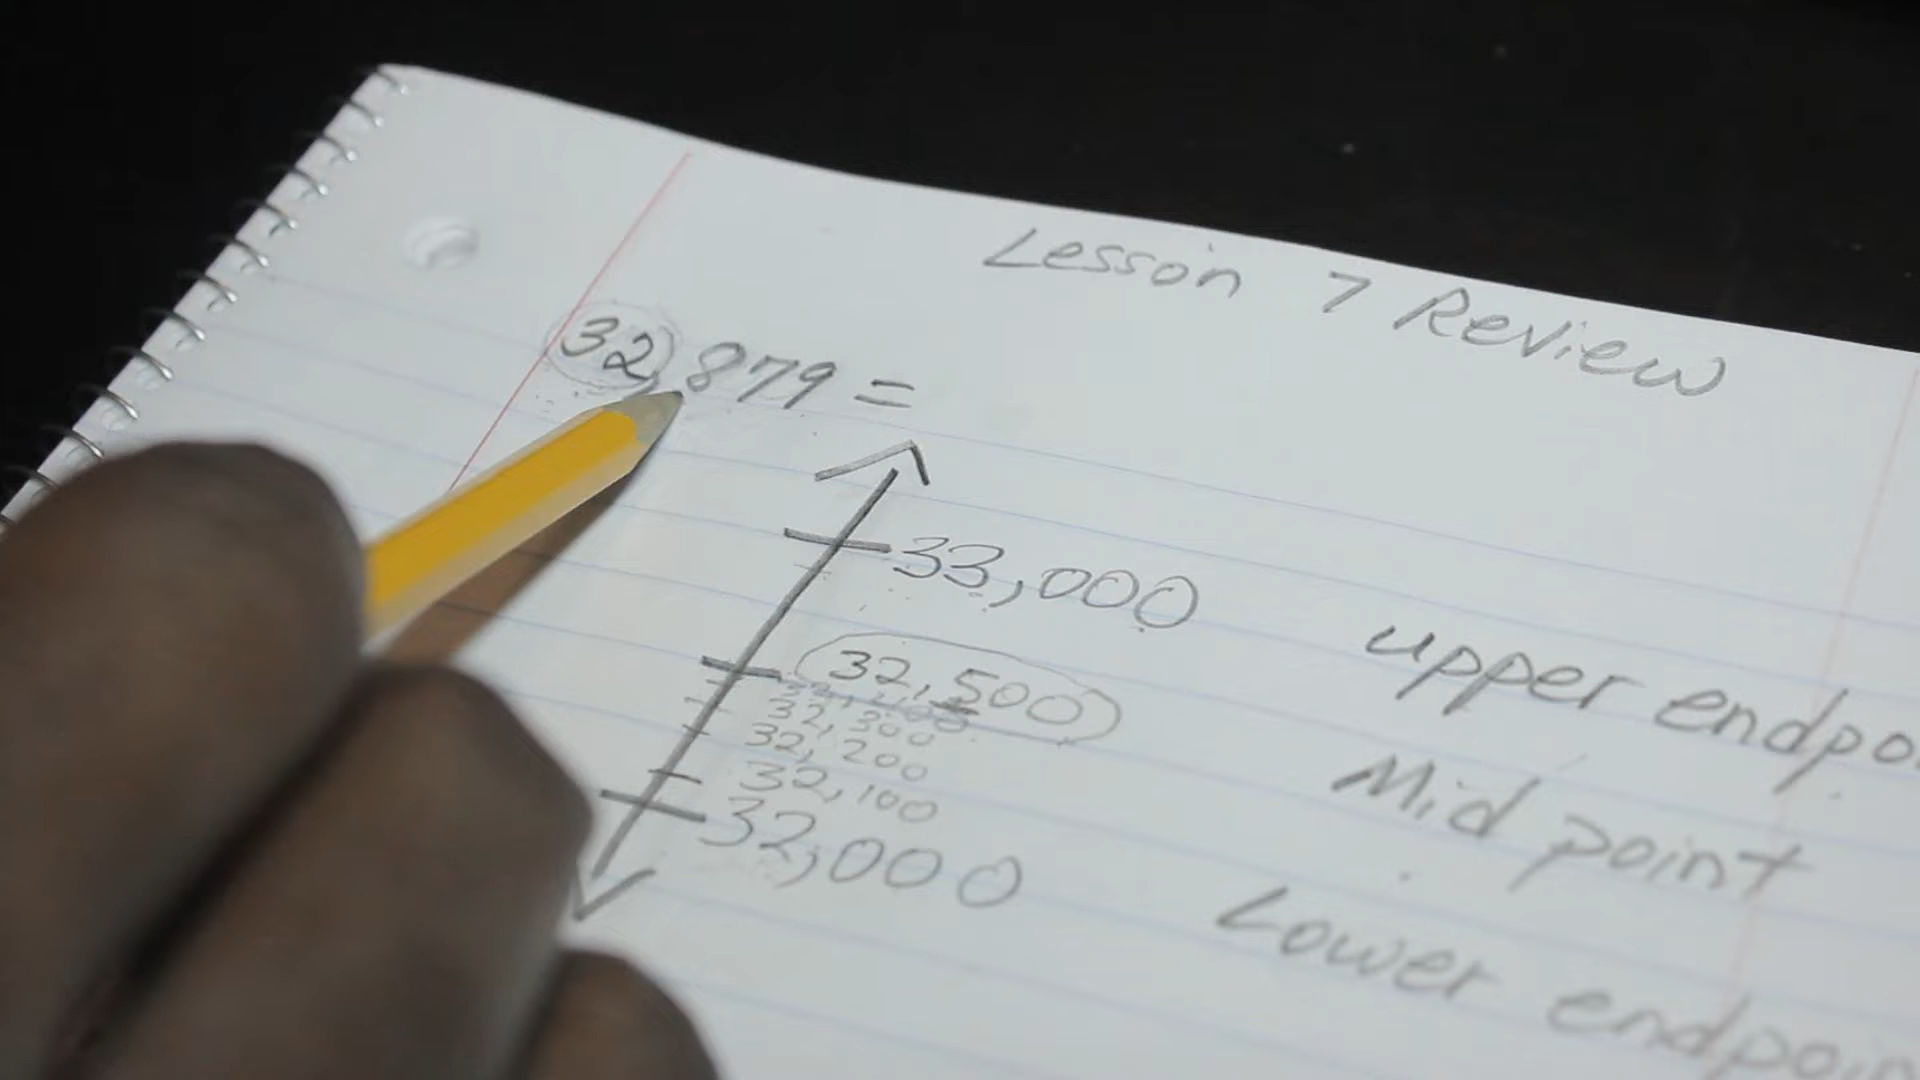 Lesson 7 Review
32,879 =
33,000 upper endpo
32,500 Mid point
32,300
32,200
32,100
32,000 Lower endpoin